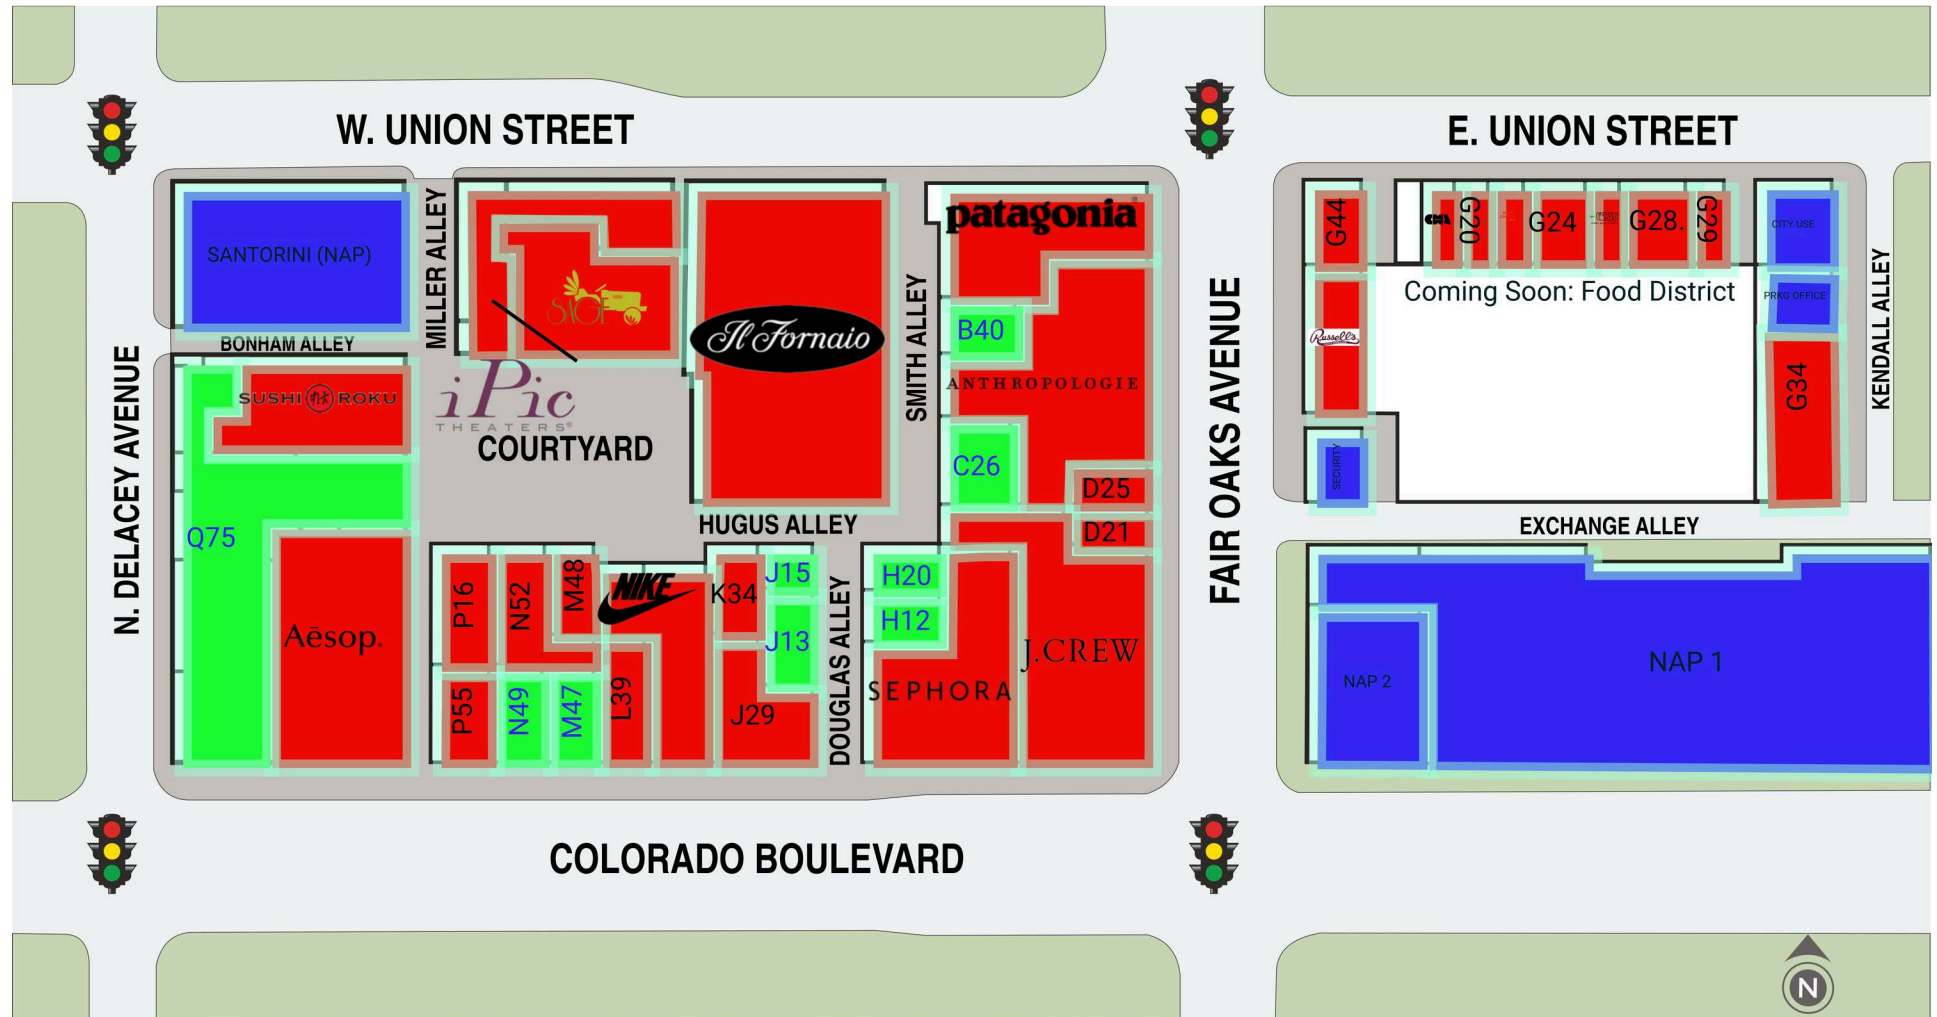 W. UNION STREET
E. UNION STREET
SANTORINI (NAP)
MILLER ALLEY
SAGE
Il Fornaio
SMITH ALLEY
patagonia
B40
ANTHROPOLOGIE
C26
D25
D21
BONHAM ALLEY
SUSHI ROKU
iPic
THEATERS®
COURTYARD
N. DELACEY AVENUE
Q75
Aēsop.
HUGUS ALLEY
P16
N52
M48
NIKE
K34
J15
J13
P55
N49
M47
L39
J29
DOUGLAS ALLEY
H20
H12
SEPHORA
J.CREW
FAIR OAKS AVENUE
G44
G20
G24
G28.
G29
CITY USE
Coming Soon: Food District
PRKG OFFICE
Russell's
G34
KENDALL ALLEY
SECURITY
EXCHANGE ALLEY
NAP 1
NAP 2
COLORADO BOULEVARD
N